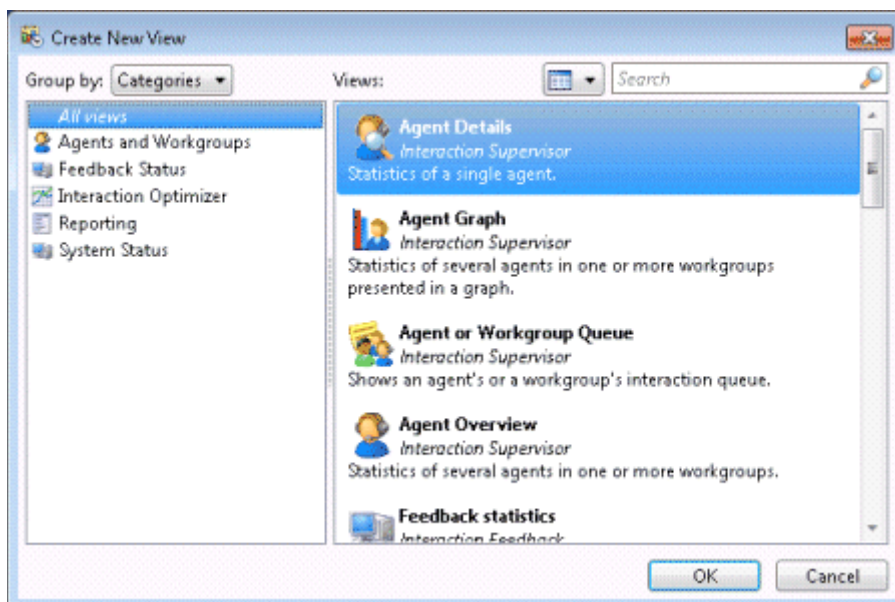 Create New View
Group by: Categories
Views:
Search
All views
Agents and Workgroups
Feedback Status
Interaction Optimizer
Reporting
System Status
Agent Details
Interaction Supervisor
Statistics of a single agent.
Agent Graph
Interaction Supervisor
Statistics of several agents in one or more workgroups
presented in a graph.
Agent or Workgroup Queue
Interaction Supervisor
Shows an agent's or a workgroup's interaction queue.
Agent Overview
Interaction Supervisor
Statistics of several agents in one or more workgroups.
Feedback statistics
Interaction Feedback
OK
Cancel